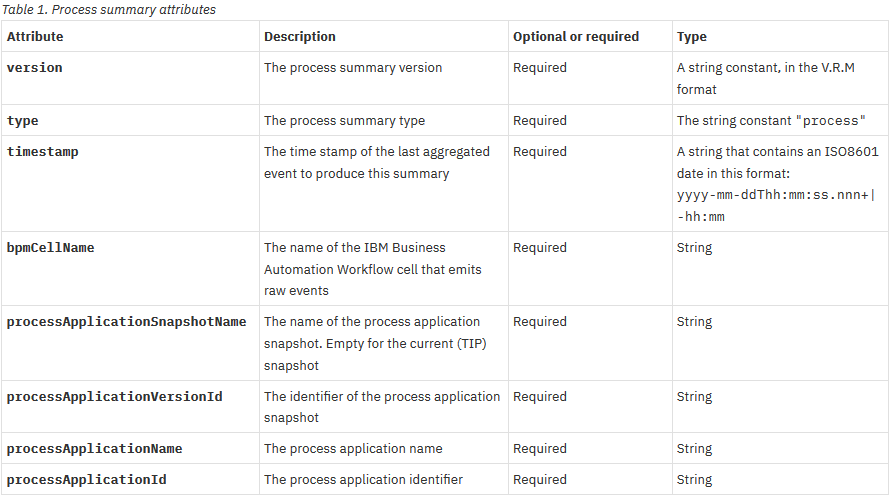 Table 1. Process summary attributes
Attribute Description Optional or required Type
version The process summary version Required A string constant, in the V.R.M
format
type The process summary type Required The string constant "process"
timestamp The time stamp of the last aggregated Required A string that contains an ISO8601
event to produce this summary date in this format:
yyyy-mm-ddThh:mm:ss.nnn+|
-hh:mm
bpmCellName The name of the IBM Business Required String
Automation Workflow cell that emits
raw events
processApplicationSnapshotName The name of the process application Required String
snapshot. Empty for the current (TIP)
snapshot
processApplicationVersionId The identifier of the process application Required String
snapshot
processApplicationName The process application name Required String
processApplicationId The process application identifier Required String